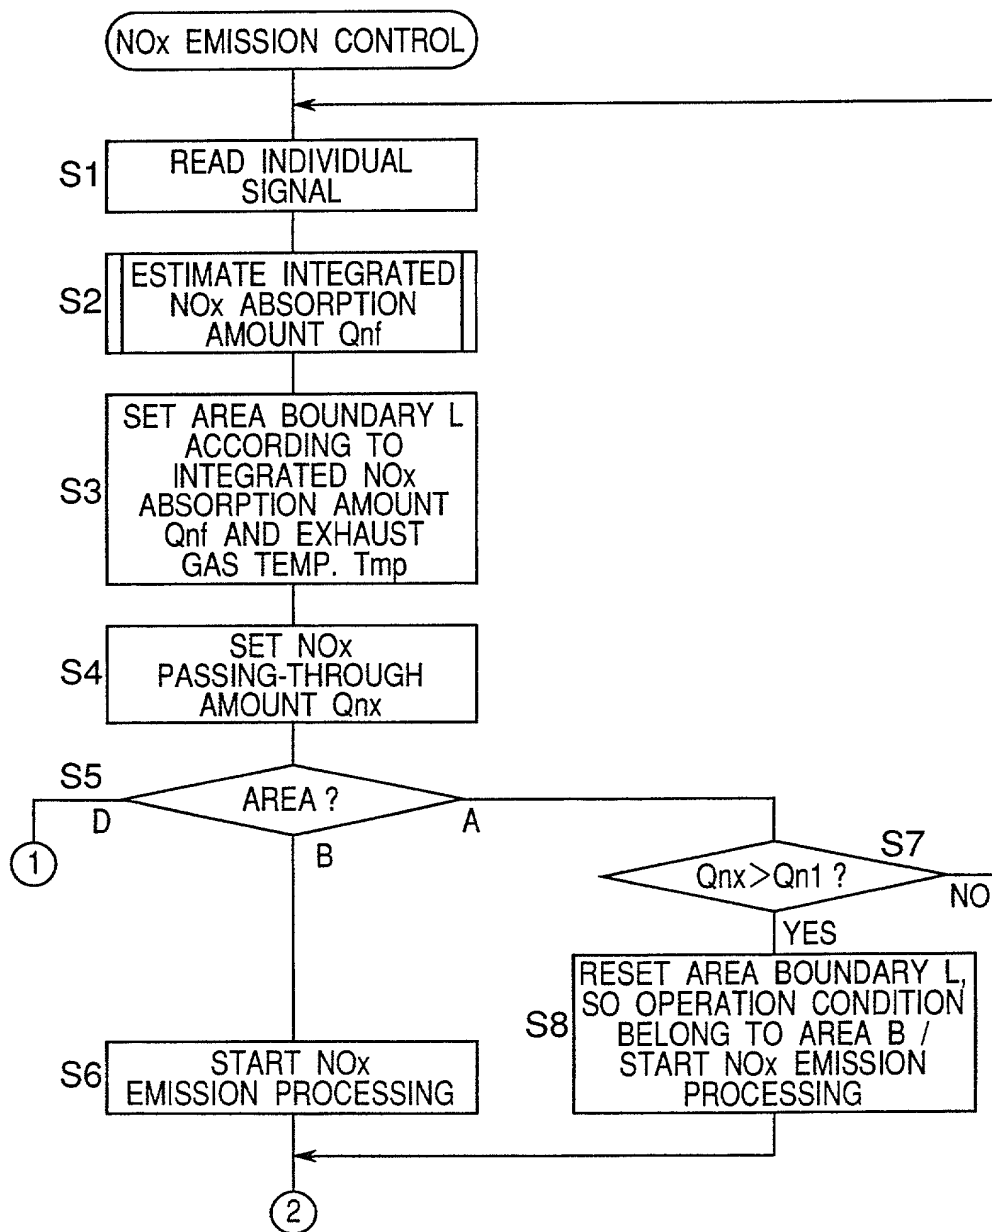 NOx EMISSION CONTROL
S1
READ INDIVIDUAL
SIGNAL
S2
ESTIMATE INTEGRATED
NOx ABSORPTION
AMOUNT Qnf
S3
SET AREA BOUNDARY L
ACCORDING TO
INTEGRATED NOx
ABSORPTION AMOUNT
Qnf AND EXHAUST
GAS TEMP. Tmp
S4
SET NOx
PASSING-THROUGH
AMOUNT Qnx
S5
AREA ?
D
B
A
1
S7
Qnx>Qn1 ?
NO
YES
S8
RESET AREA BOUNDARY L,
SO OPERATION CONDITION
BELONG TO AREA B /
START NOx EMISSION
PROCESSING
S6
START NOx
EMISSION PROCESSING
2